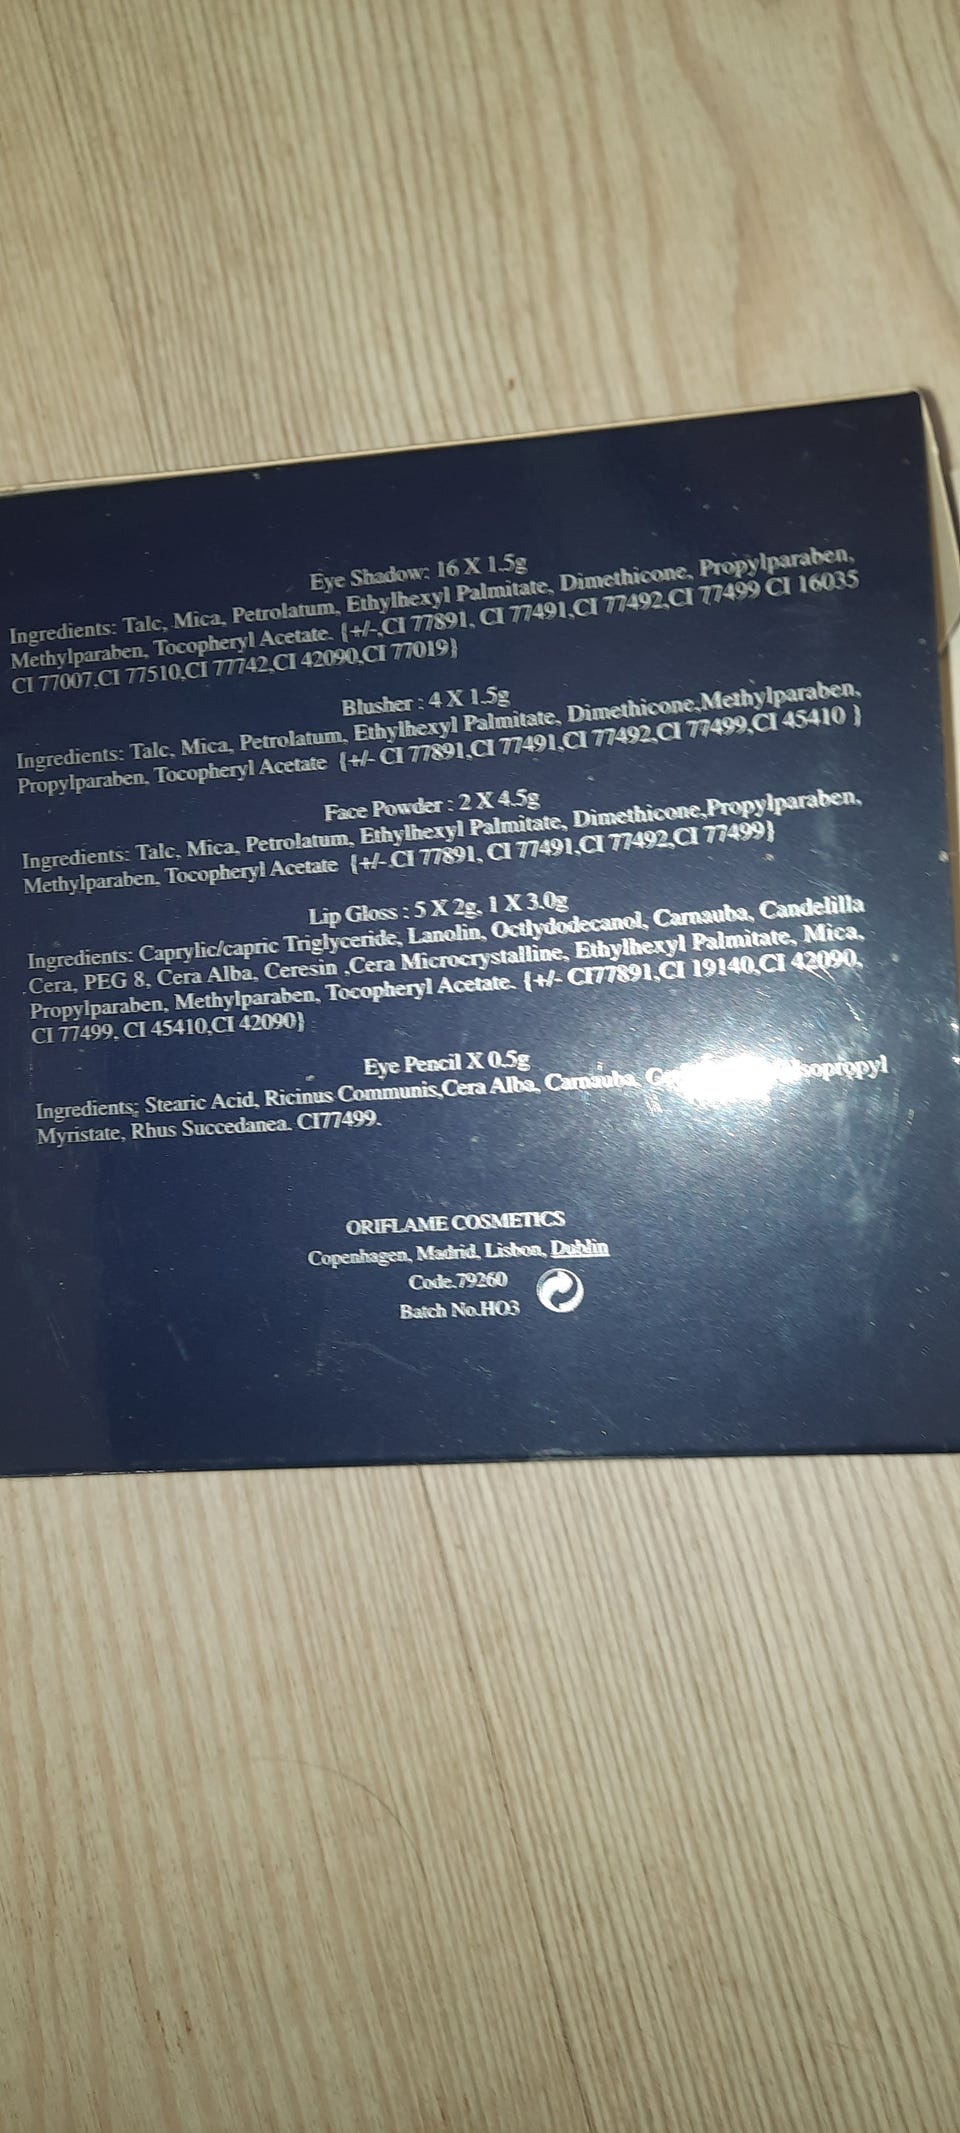 Eye Shadow: 16 X 1.5g
Ingredients: Talc, Mica, Petrolatum, Ethylhexyl Palmitate, Dimethicone, Propylparaben,
Methylparaben, Tocopheryl Acetate. {+/-,CI 77891, CI 77491,CI 77492,CI 77499 CI 16035
CI 77007,CI 77510,CI 77742,CI 42090,CI 77019}
Blusher : 4 X 1.5g
Ingredients: Talc, Mica, Petrolatum, Ethylhexyl Palmitate, Dimethicone,Methylparaben,
Propylparaben, Tocopheryl Acetate {+/- CI 77891,CI 77491,CI 77492,CI 77499,CI 45410 }
Face Powder : 2 X 4.5g
Ingredients: Talc, Mica, Petrolatum, Ethylhexyl Palmitate, Dimethicone,Propylparaben,
Methylparaben, Tocopheryl Acetate {+/- CI 77891, CI 77491,CI 77492,CI 77499}
Lip Gloss : 5 X 2g, 1 X 3.0g
Ingredients: Caprylic/capric Triglyceride, Lanolin, Octlydodecanol, Carnauba, Candelilla
Cera, PEG 8, Cera Alba, Ceresin ,Cera Microcrystalline, Ethylhexyl Palmitate, Mica,
Propylparaben, Methylparaben, Tocopheryl Acetate. {+/- CI77891,CI 19140,CI 42090,
CI 77499, CI 45410,CI 42090}
Eye Pencil X 0.5g
Ingredients; Stearic Acid, Ricinus Communis,Cera Alba, Carnauba, Isopropyl
Myristate, Rhus Succedanea. CI77499.
ORIFLAME COSMETICS
Copenhagen, Madrid, Lisbon, Dublin
Code.79260
Batch No.HO3